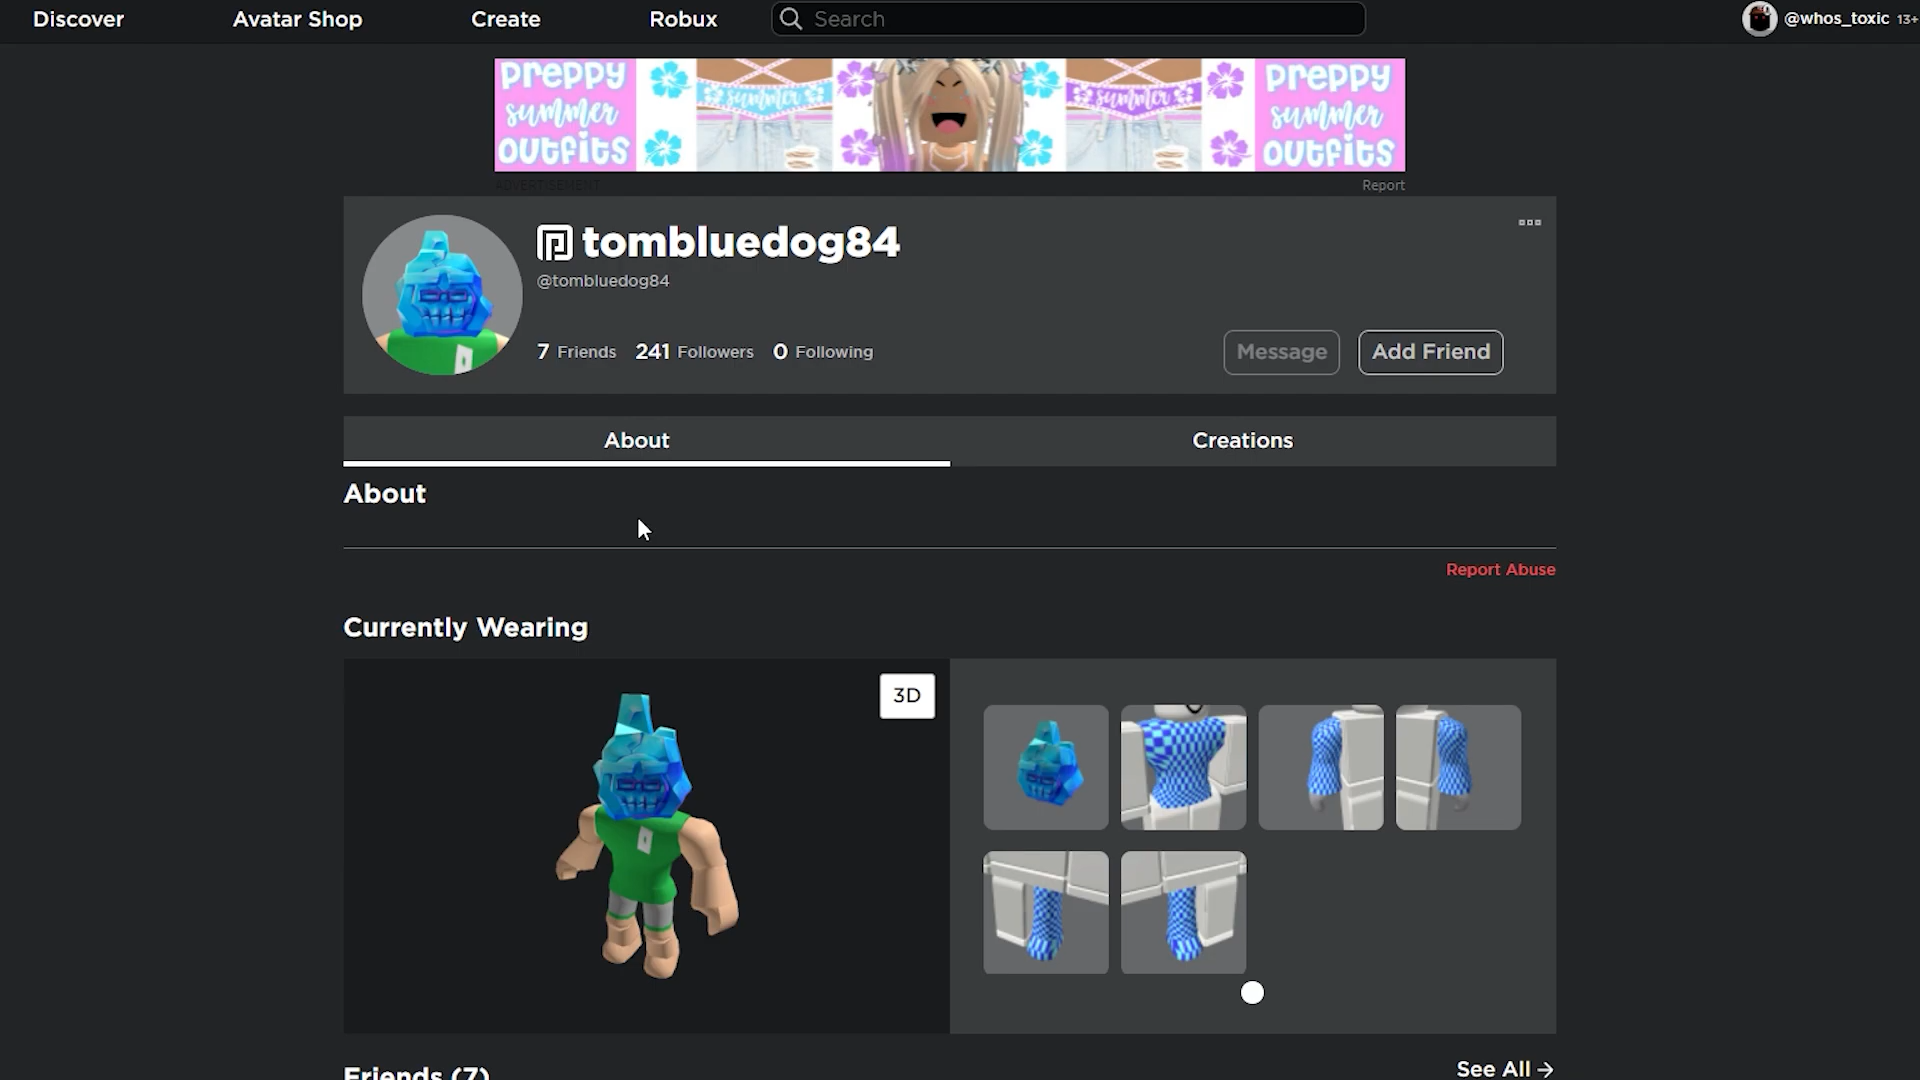 Discover Avatar Shop Create Robux Search @whos_toxic 13+
preppy summer outfits summer summer preppy summer outfits
ADVERTISEMENT Report
tombluedog84
@tombluedog84
7 Friends 241 Followers 0 Following Message Add Friend
About Creations
About
Report Abuse
Currently Wearing
3D
Friends (7) See All